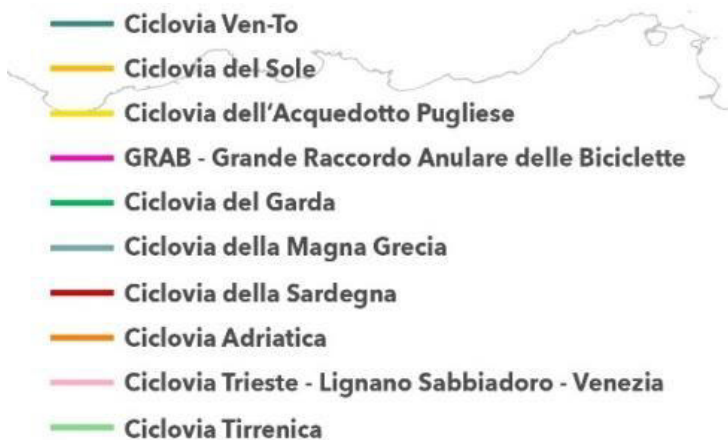 Ciclovia Ven-To
Ciclovia del Sole
Ciclovia dell'Acquedotto Pugliese
GRAB - Grande Raccordo Anulare delle Biciclette
Ciclovia del Garda
Ciclovia della Magna Grecia
Ciclovia della Sardegna
Ciclovia Adriatica
Ciclovia Trieste - Lignano Sabbiadoro - Venezia
Ciclovia Tirrenica